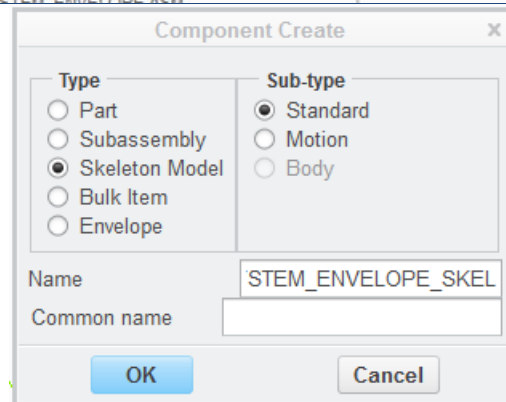 Component Create
Type
Sub-type
Part
Standard
Subassembly
Motion
Skeleton Model
Body
Bulk Item
Envelope
Name
STEM_ENVELOPE_SKEL
Common name
OK
Cancel